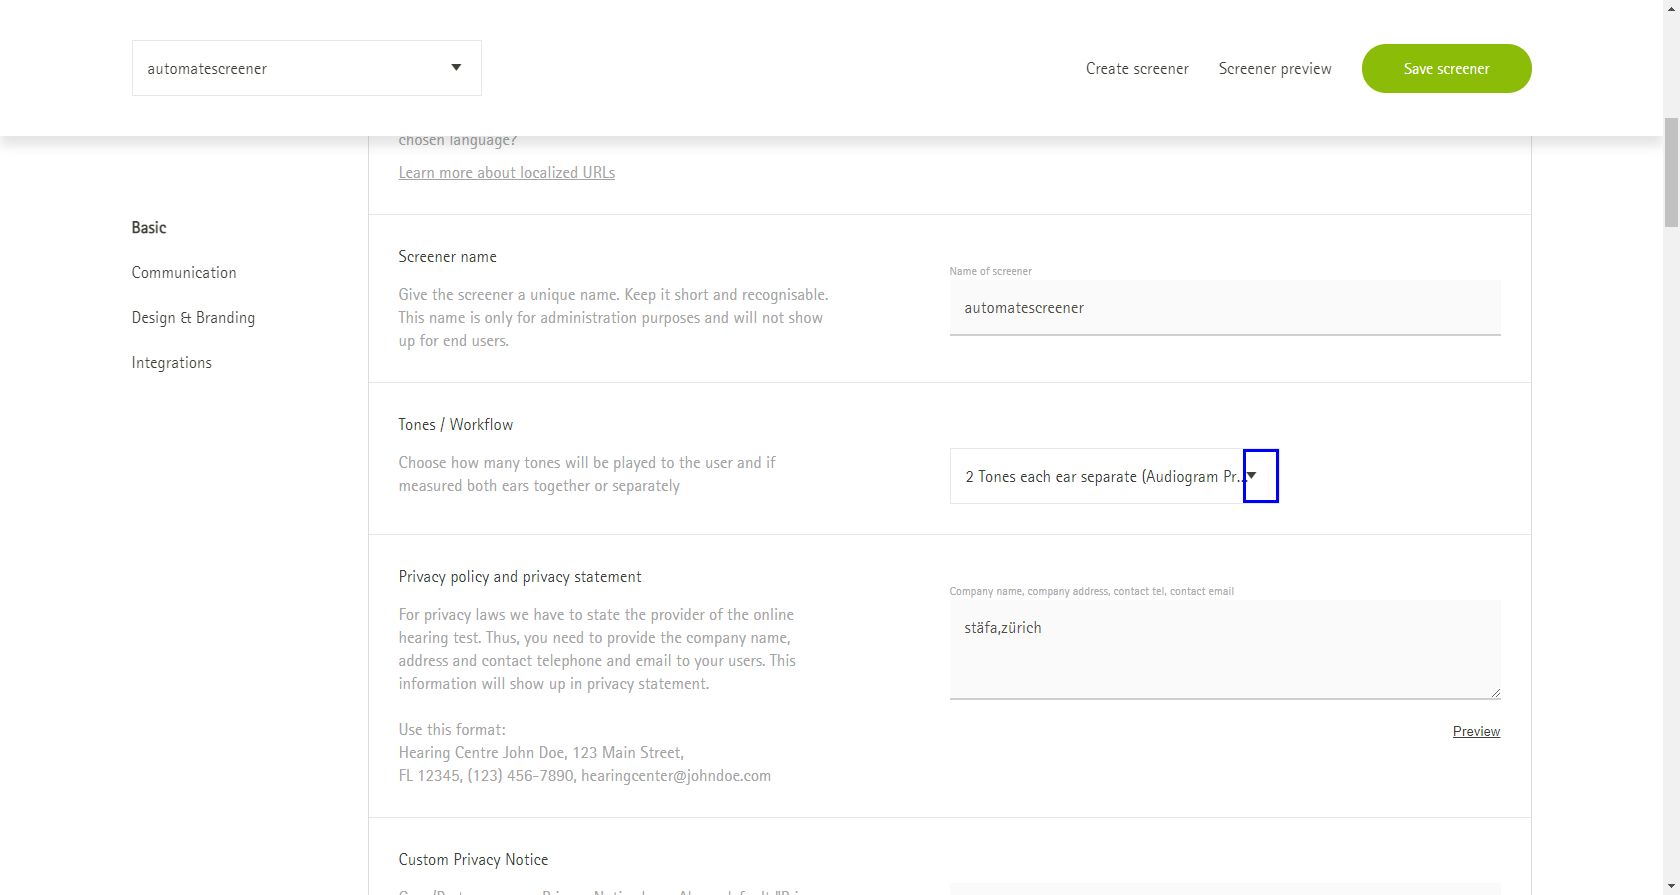 automatescreener
Create screener
Screener preview
Save screener
chosen language?
Learn more about localized URLs
Basic
Communication
Design & Branding
Integrations
Screener name
Give the screener a unique name. Keep it short and recognisable.
This name is only for administration purposes and will not show
up for end users.
Name of screener
automatescreener
Tones / Workflow
Choose how many tones will be played to the user and if
measured both ears together or separately
2 Tones each ear separate (Audiogram Pr...
Privacy policy and privacy statement
For privacy laws we have to state the provider of the online
hearing test. Thus, you need to provide the company name,
address and contact telephone and email to your users. This
information will show up in privacy statement.
Use this format:
Hearing Centre John Doe, 123 Main Street,
FL 12345, (123) 456-7890, hearingcenter@johndoe.com
Company name, company address, contact tel, contact email
stäfa,zürich
Preview
Custom Privacy Notice